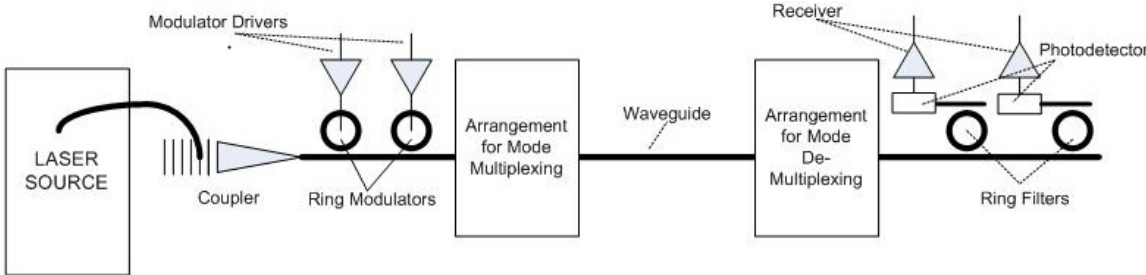 Modulator Drivers
Receiver
Photodetector
LASER
SOURCE
Coupler
Ring Modulators
Arrangement
for Mode
Multiplexing
Waveguide
Arrangement
for Mode
De-
Multiplexing
Ring Filters